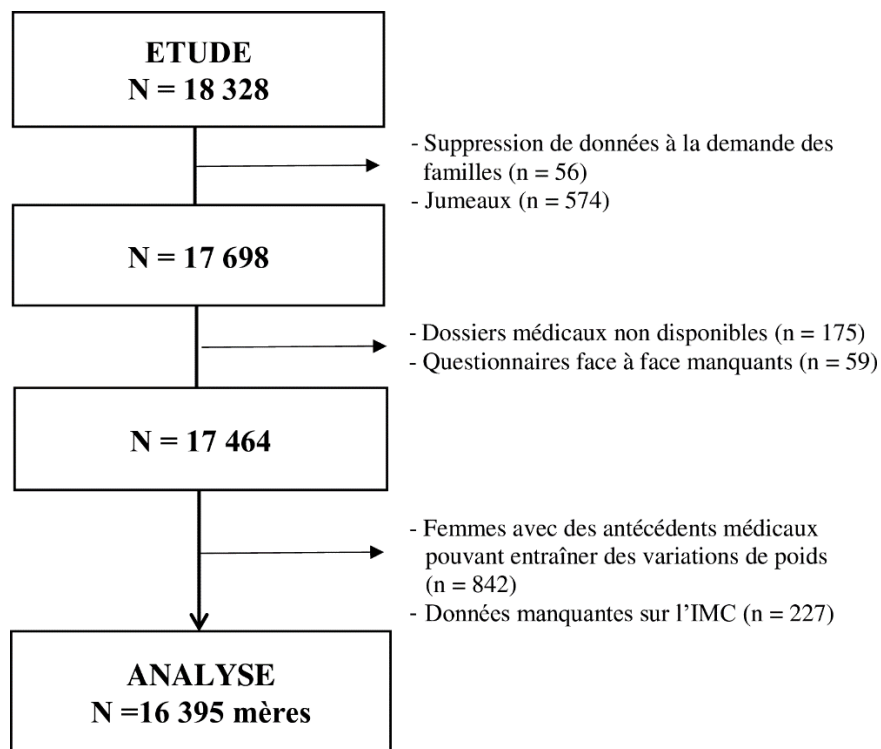 ETUDE
N = 18 328
- Suppression de données à la demande des
familles (n = 56)
- Jumeaux (n = 574)
N = 17 698
- Dossiers médicaux non disponibles (n = 175)
- Questionnaires face à face manquants (n = 59)
N = 17 464
- Femmes avec des antécédents médicaux
pouvant entraîner des variations de poids
(n = 842)
- Données manquantes sur l’IMC (n = 227)
ANALYSE
N =16 395 mères